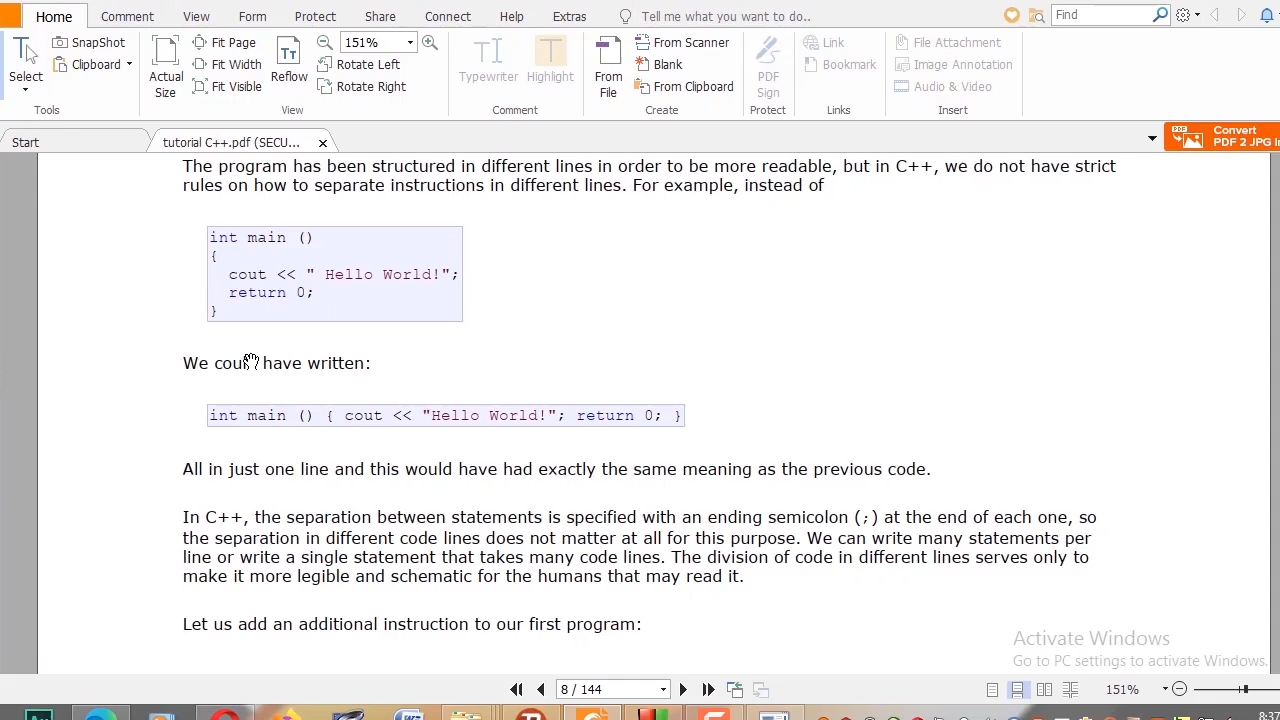 Home Comment View Form Protect Share Connect Help Extras Tell me what you want to do.. Find
SnapShot Fit Page 151% From Scanner Link File Attachment
Clipboard Fit Width Rotate Left Blank Bookmark Image Annotation
Select Actual Size Fit Visible Reflow Rotate Right Typewriter Highlight From File From Clipboard PDF Sign Audio & Video
Tools View Comment Create Protect Links Insert
Start tutorial C++.pdf (SECU... Convert
PDF 2 JPG
The program has been structured in different lines in order to be more readable, but in C++, we do not have strict
rules on how to separate instructions in different lines. For example, instead of
int main ()
{
cout << " Hello World!";
return 0;
}
We could have written:
int main () { cout << "Hello World!"; return 0; }
All in just one line and this would have had exactly the same meaning as the previous code.
In C++, the separation between statements is specified with an ending semicolon (;) at the end of each one, so
the separation in different code lines does not matter at all for this purpose. We can write many statements per
line or write a single statement that takes many code lines. The division of code in different lines serves only to
make it more legible and schematic for the humans that may read it.
Let us add an additional instruction to our first program:
Activate Windows
Go to PC settings to activate Windows.
8 / 144 151%